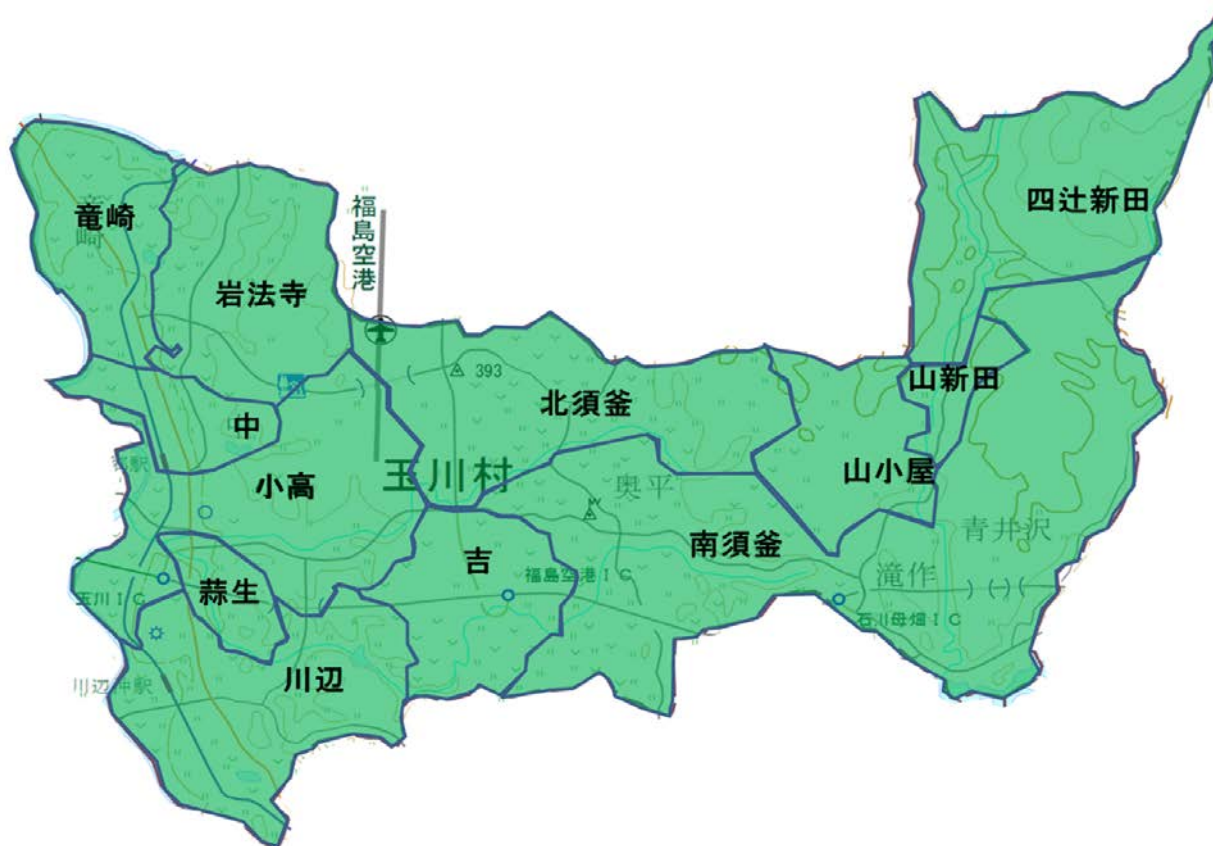 四辻新田
竜崎
福島空港
岩法寺
393
山新田
北須釜
中
山小屋
小高
玉川村
奥平
青井沢
南須釜
吉
滝作
福島空港IC
蒜生
玉川IC
石川母畑IC
川辺
川辺沖駅